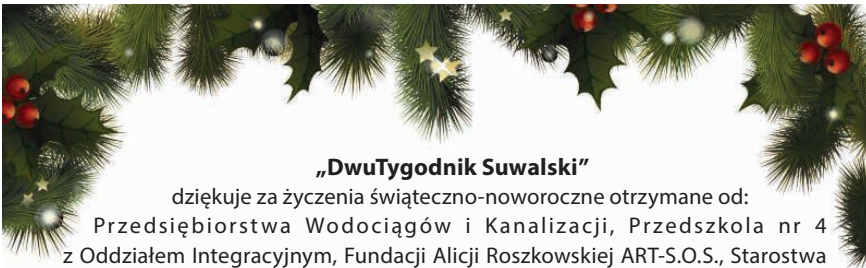 „DwuTygodnik Suwalski”
dziękuje za życzenia świąteczno-noworoczne otrzymane od:
Przedsiębiorstwa Wodociągów i Kanalizacji, Przedszkola nr 4
z Oddziałem Integracyjnym, Fundacji Alicji Roszkowskiej ART-S.O.S., Starostwa